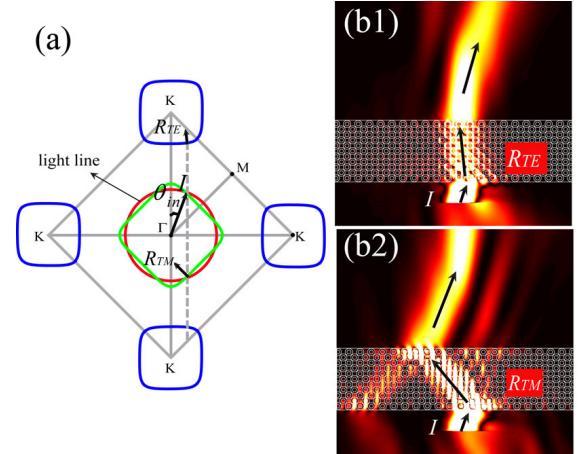 (a)
K
R_TE
light line
M
θ_in
I
Γ
K
K
R_TM
K
(b1)
R_TE
I
(b2)
R_TM
I